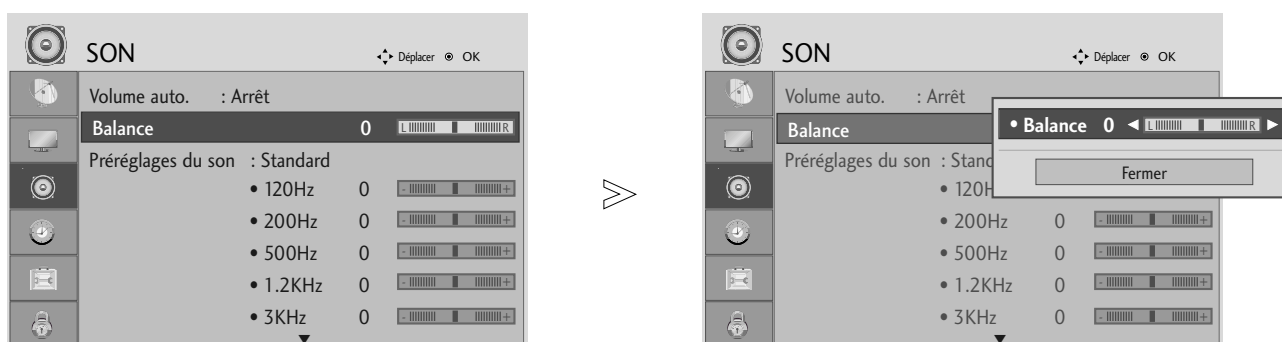 SON
Déplacer OK
Volume auto. : Arrêt
Balance 0 L R
Préréglages du son : Standard
• 120Hz 0 - +
• 200Hz 0 - +
• 500Hz 0 - +
• 1.2KHz 0 - +
• 3KHz 0 - +
SON
Déplacer OK
Volume auto. : Arrêt
Balance
• Balance 0 L R
Préréglages du son : Stand
Fermer
• 120H
• 200Hz 0 - +
• 500Hz 0 - +
• 1.2KHz 0 - +
• 3KHz 0 - +